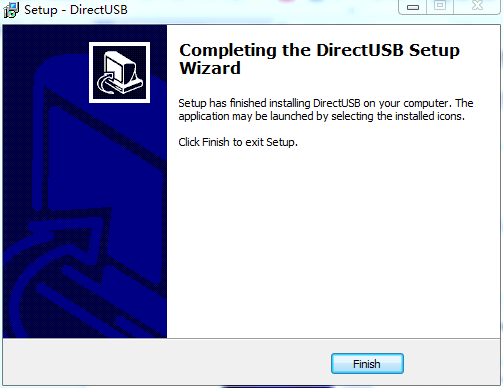 Setup - DirectUSB
Completing the DirectUSB Setup
Wizard
Setup has finished installing DirectUSB on your computer. The
application may be launched by selecting the installed icons.
Click Finish to exit Setup.
Finish